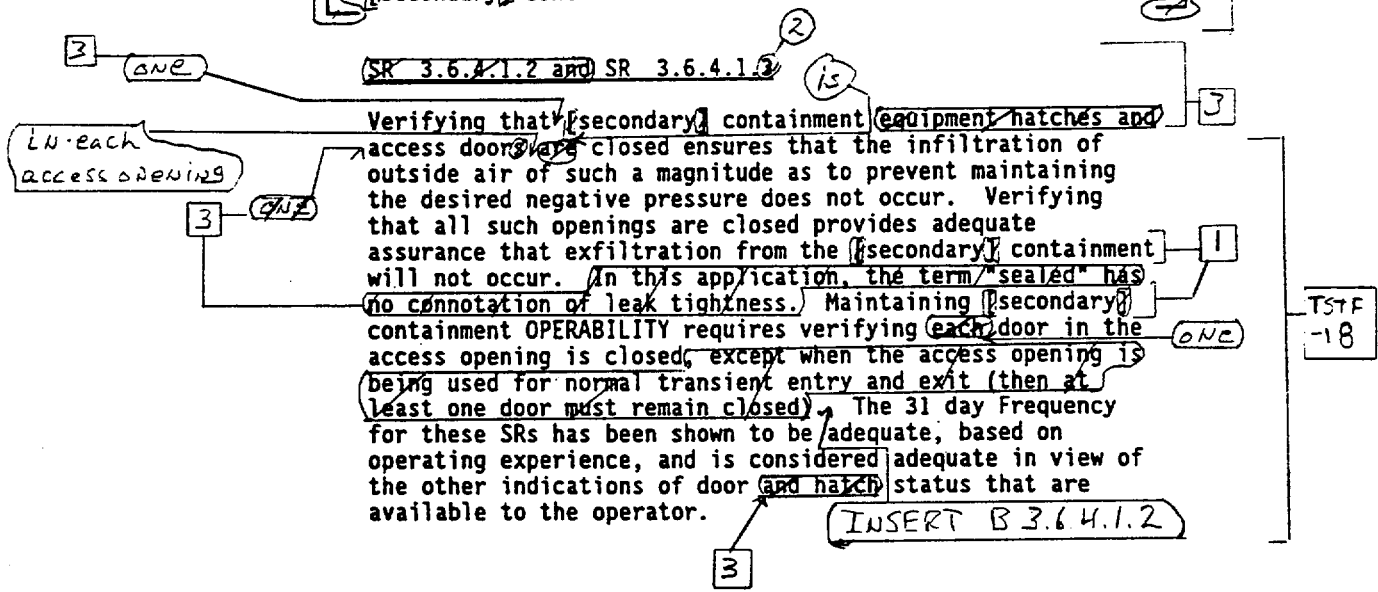 [secondary]
2
3
one
SR 3.6.4.1.2 and SR 3.6.4.1.3
is
Verifying that [secondary] containment equipment hatches and
3
in each
access opening
access doors are closed ensures that the infiltration of
outside air of such a magnitude as to prevent maintaining
the desired negative pressure does not occur. Verifying
3
one
that all such openings are closed provides adequate
assurance that exfiltration from the [secondary] containment
1
will not occur. In this application, the term "sealed" has
no connotation of leak tightness. Maintaining [secondary]
containment OPERABILITY requires verifying each door in the
one
TSTF
-18
access opening is closed, except when the access opening is
being used for normal transient entry and exit (then at
least one door must remain closed). The 31 day Frequency
for these SRs has been shown to be adequate, based on
operating experience, and is considered adequate in view of
the other indications of door and hatch status that are
available to the operator.
INSERT B 3.6.4.1.2
3